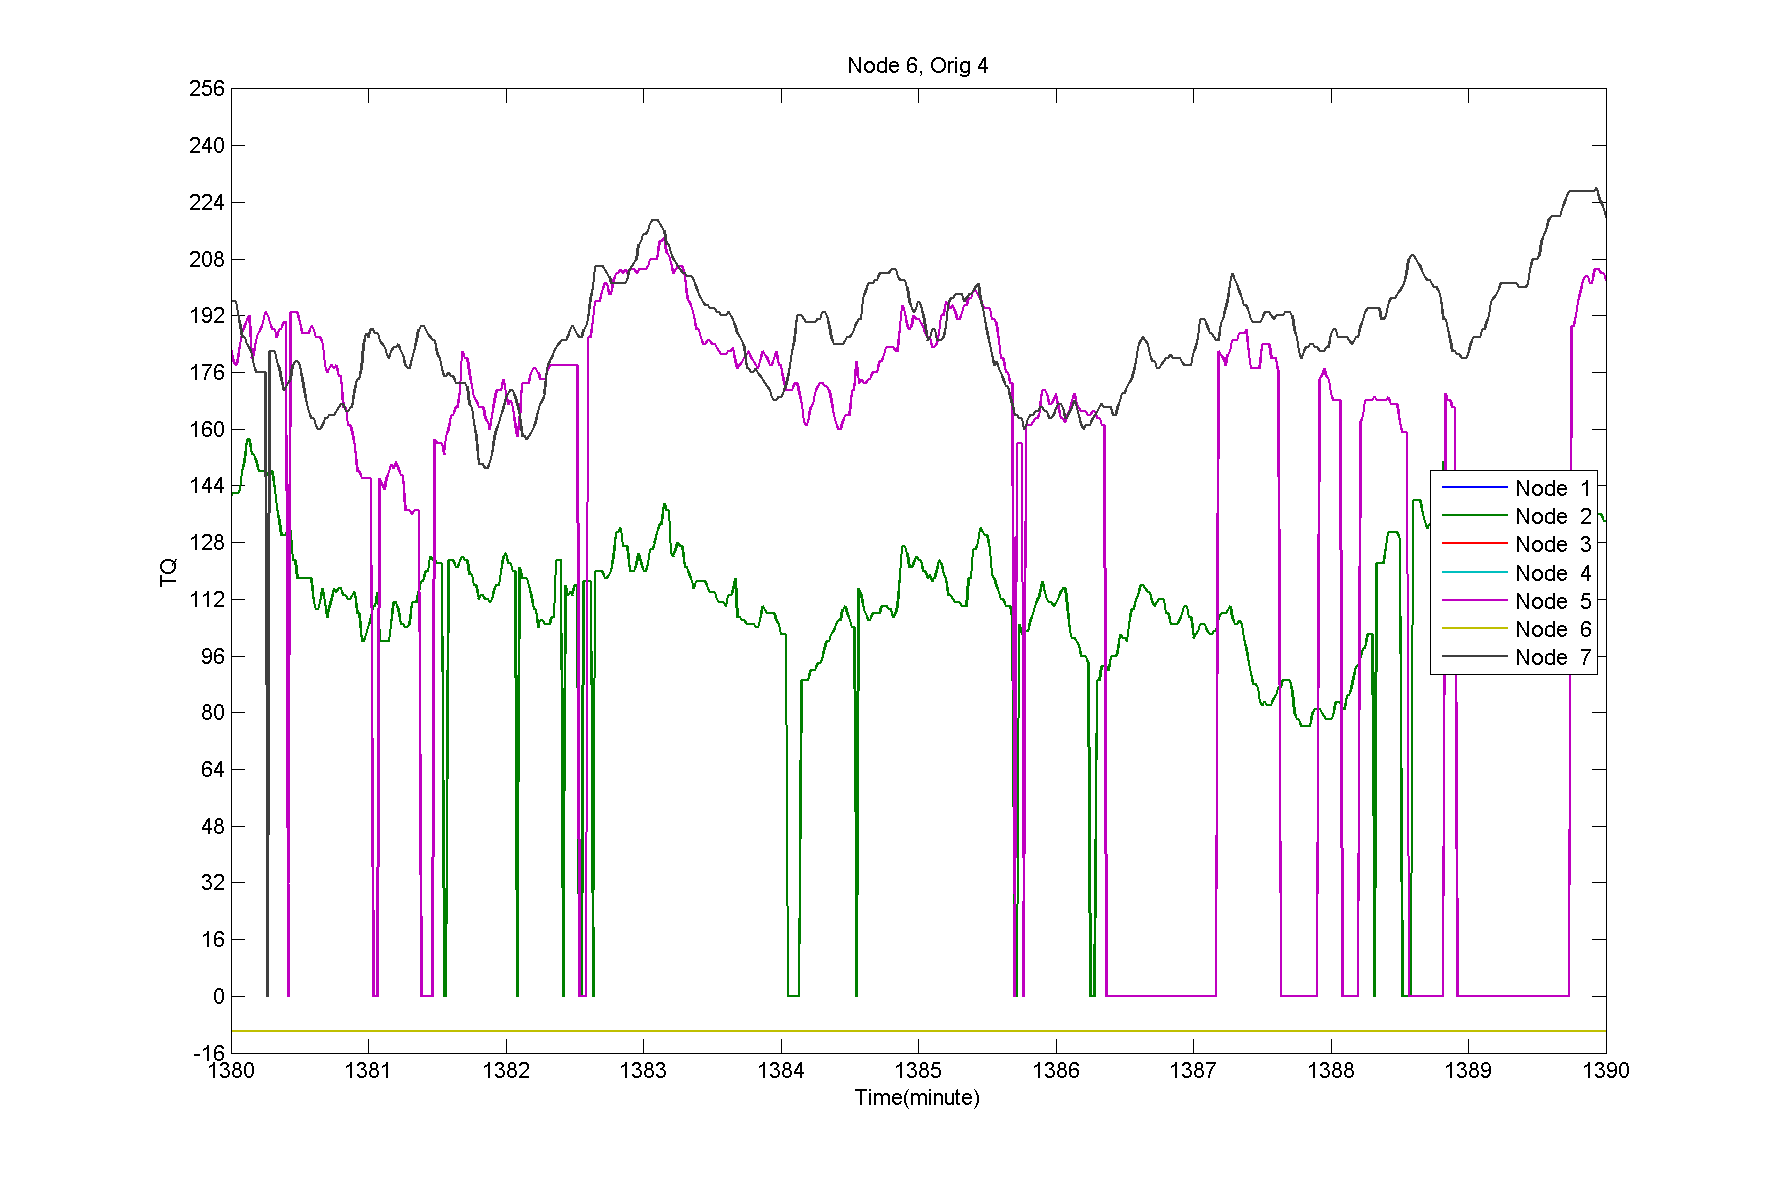 Node 6, Orig 4
256
240
224
208
192
176
160
144
128
112
96
80
64
48
32
16
0
-16
TQ
Node 1
Node 2
Node 3
Node 4
Node 5
Node 6
Node 7
1380 1381 1382 1383 1384 1385 1386 1387 1388 1389 1390
Time(minute)